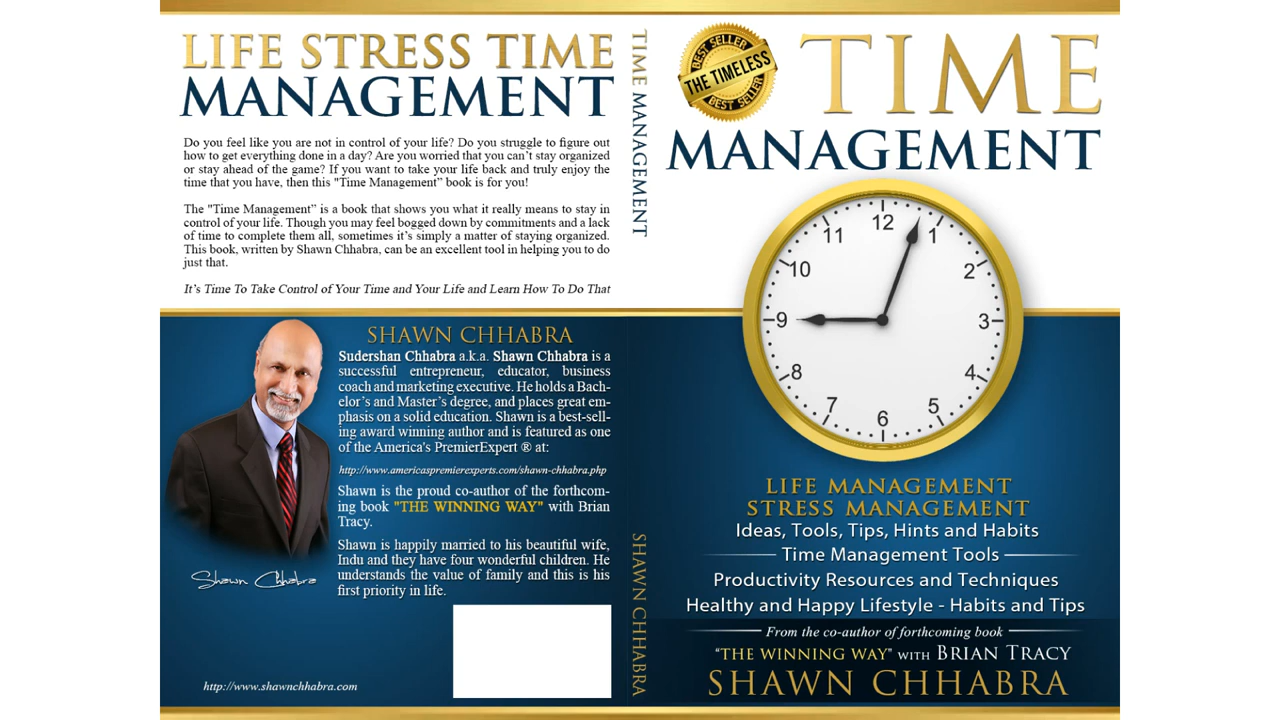 LIFE STRESS TIME
MANAGEMENT
Do you feel like you are not in control of your life? Do you struggle to figure out
how to get everything done in a day? Are you worried that you can't stay organized
or stay ahead of the game? If you want to take your life back and truly enjoy the
time that you have, then this "Time Management” book is for you!
The "Time Management” is a book that shows you what it really means to stay in
control of your life. Though you may feel bogged down by commitments and a lack
of time to complete them all, sometimes it's simply a matter of staying organized.
This book, written by Shawn Chhabra, can be an excellent tool in helping you to do
just that.
It's Time To Take Control of Your Time and Your Life and Learn How To Do That
SHAWN CHHABRA
Sudershan Chhabra a.k.a. Shawn Chhabra is a
successful entrepreneur, educator, business
coach and marketing executive. He holds a Bach-
elor's and Master's degree, and places great em-
phasis on a solid education. Shawn is a best-sell-
ing award winning author and is featured as one
of the America's PremierExpert ® at:
http://www.americaspremierexperts.com/shawn-chhabra.php
Shawn is the proud co-author of the forthcom-
ing book "THE WINNING WAY" with Brian
Tracy.
Shawn is happily married to his beautiful wife,
Indu and they have four wonderful children. He
understands the value of family and this is his
first priority in life.
Shawn Chhabra
http://www.shawnchhabra.com
TIME MANAGEMENT
SHAWN CHHABRA
BEST SELLER
THE TIMELESS
BEST SELLER
TIME
MANAGEMENT
12
1
2
3
4
5
6
7
8
9
10
11
LIFE MANAGEMENT
STRESS MANAGEMENT
Ideas, Tools, Tips, Hints and Habits
Time Management Tools
Productivity Resources and Techniques
Healthy and Happy Lifestyle - Habits and Tips
From the co-author of forthcoming book
“THE WINNING WAY” WITH BRIAN TRACY
SHAWN CHHABRA